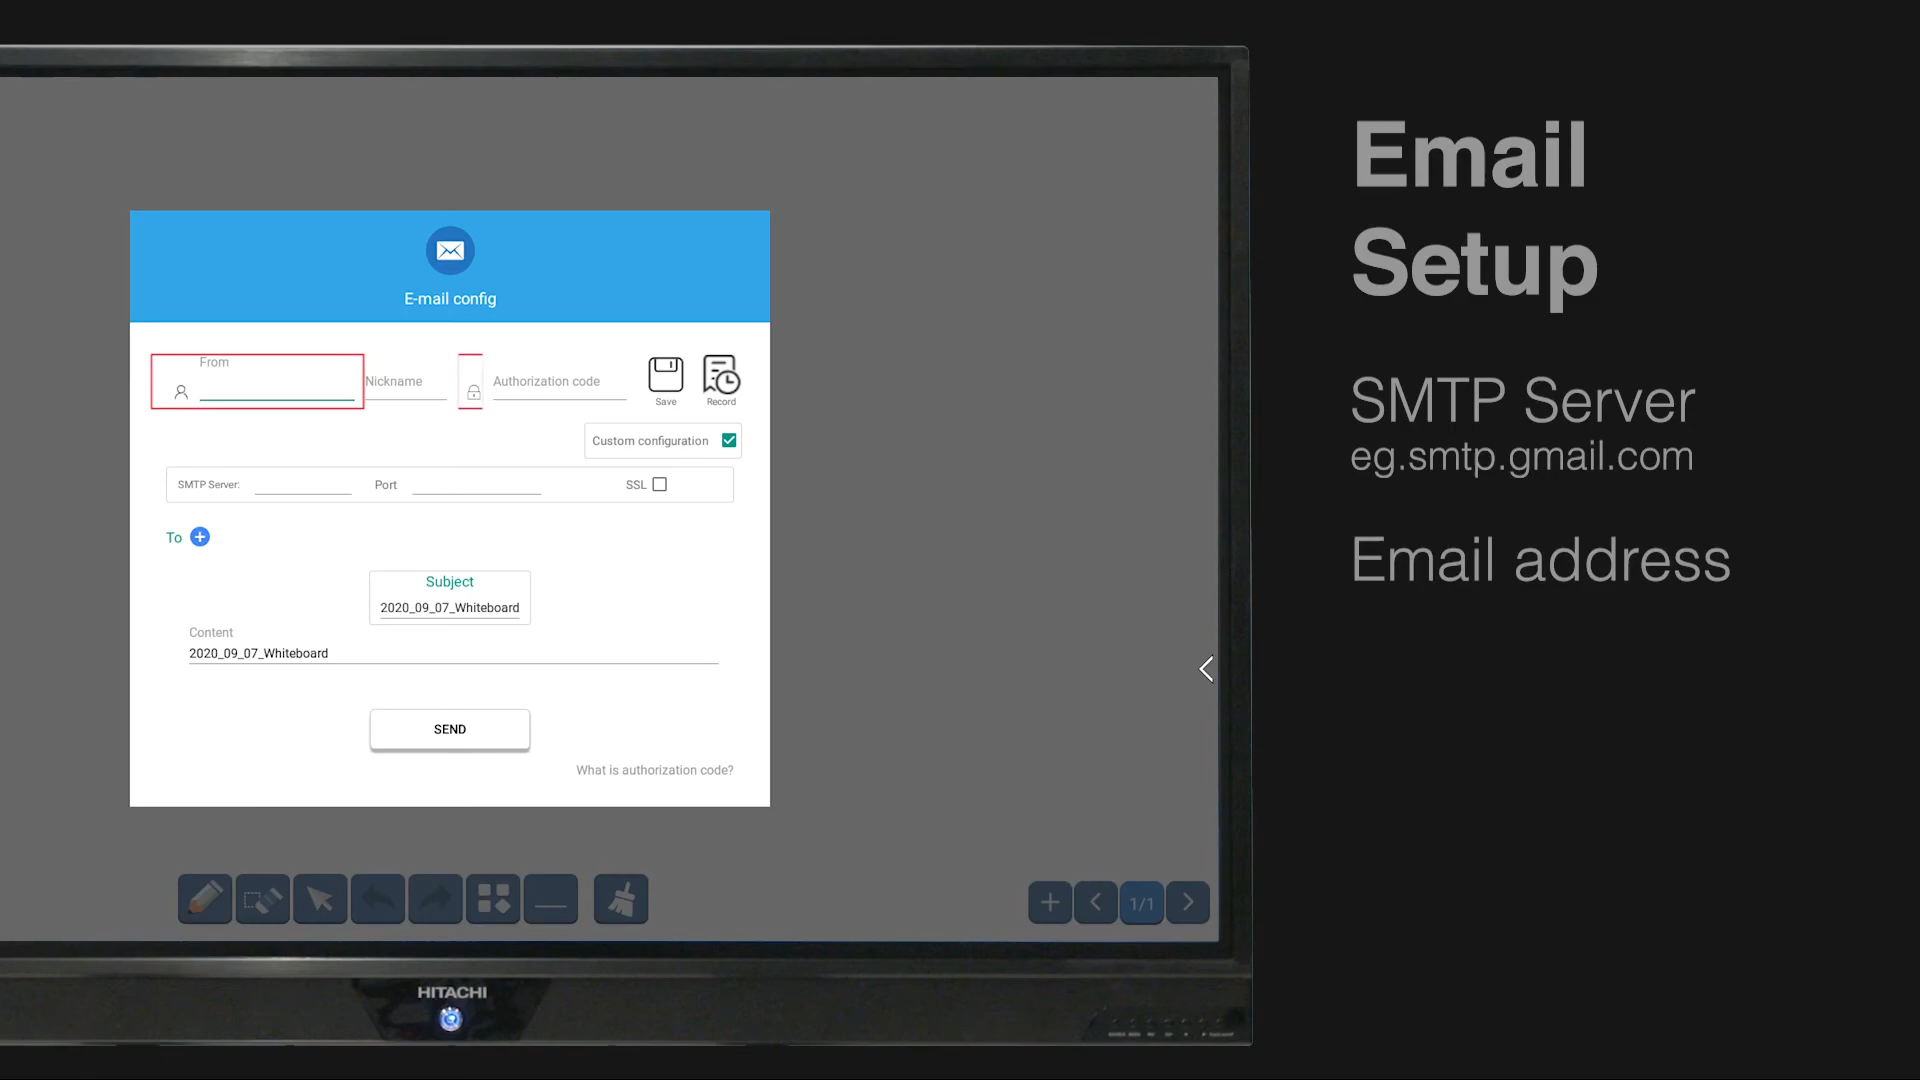 Email
Setup
SMTP Server
eg.smtp.gmail.com
Email address
E-mail config
From
Nickname
Authorization code
Save
Record
Custom configuration
SMTP Server:
Port
SSL
To
Subject
2020_09_07_Whiteboard
Content
2020_09_07_Whiteboard
SEND
What is authorization code?
1/1
HITACHI